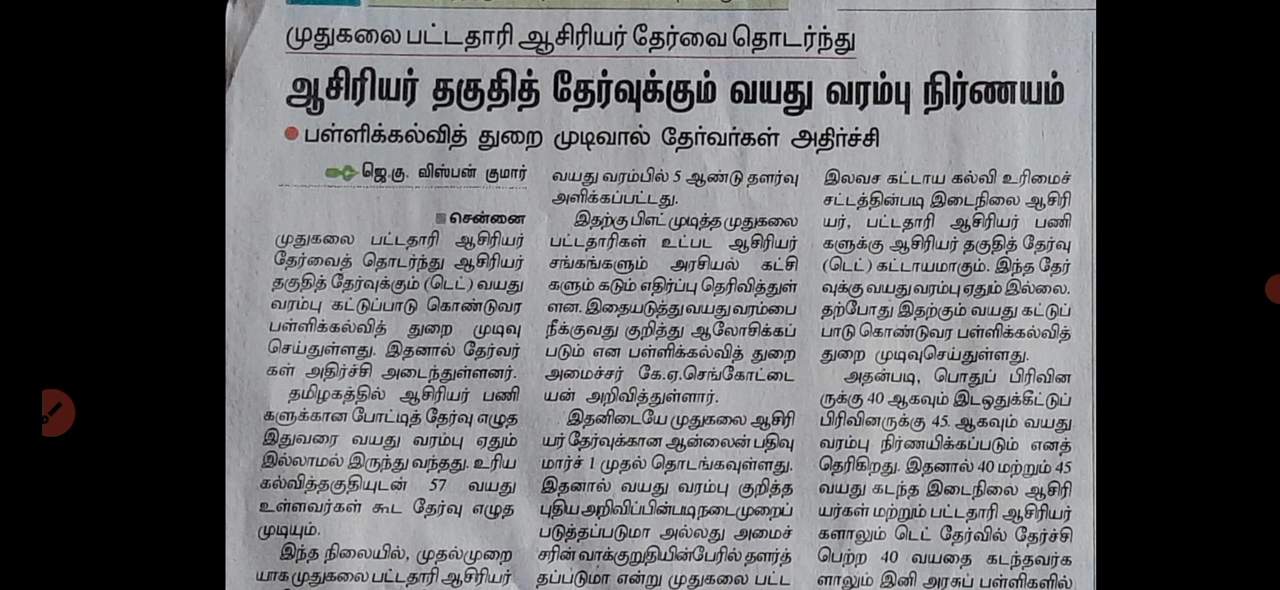 முதுகலை பட்டதாரி ஆசிரியர் தேர்வை தொடர்ந்து
ஆசிரியர் தகுதித் தேர்வுக்கும் வயது வரம்பு நிர்ணயம்
● பள்ளிக்கல்வித் துறை முடிவால் தேர்வர்கள் அதிர்ச்சி
ஜெ.கு. லிஸ்பன் குமார்
■ சென்னை
முதுகலை பட்டதாரி ஆசிரியர்
தேர்வைத் தொடர்ந்து ஆசிரியர்
தகுதித் தேர்வுக்கும் (டெட்) வயது
வரம்பு கட்டுப்பாடு கொண்டுவர
பள்ளிக்கல்வித் துறை முடிவு
செய்துள்ளது. இதனால் தேர்வர்
கள் அதிர்ச்சி அடைந்துள்ளனர்.
தமிழகத்தில் ஆசிரியர் பணி
களுக்கான போட்டித் தேர்வு எழுத
இதுவரை வயது வரம்பு ஏதும்
இல்லாமல் இருந்து வந்தது. உரிய
கல்வித்தகுதியுடன் 57 வயது
உள்ளவர்கள் கூட தேர்வு எழுத
முடியும்.
இந்த நிலையில், முதல்முறை
யாக முதுகலை பட்டதாரி ஆசிரியர்
வயது வரம்பில் 5 ஆண்டு தளர்வு
அளிக்கப்பட்டது.
இதற்கு பிஎட் முடித்த முதுகலை
பட்டதாரிகள் உட்பட ஆசிரியர்
சங்கங்களும் அரசியல் கட்சி
களும் கடும் எதிர்ப்பு தெரிவித்துள்
ளன. இதையடுத்து வயது வரம்பை
நீக்குவது குறித்து ஆலோசிக்கப்
படும் என பள்ளிக்கல்வித் துறை
அமைச்சர் கே.ஏ.செங்கோட்டை
யன் அறிவித்துள்ளார்.
இதனிடையே முதுகலை ஆசிரி
யர் தேர்வுக்கான ஆன்லைன் பதிவு
மார்ச் 1 முதல் தொடங்கவுள்ளது.
இதனால் வயது வரம்பு குறித்த
புதிய அறிவிப்பின்படி நடைமுறைப்
படுத்தப்படுமா அல்லது அமைச்
சரின் வாக்குறுதியின்பேரில் தளர்த்
தப்படுமா என்று முதுகலை பட்ட
இலவச கட்டாய கல்வி உரிமைச்
சட்டத்தின்படி இடைநிலை ஆசிரி
யர், பட்டதாரி ஆசிரியர் பணி
களுக்கு ஆசிரியர் தகுதித் தேர்வு
(டெட்) கட்டாயமாகும். இந்த தேர்
வுக்கு வயது வரம்பு ஏதும் இல்லை.
தற்போது இதற்கும் வயது கட்டுப்
பாடு கொண்டுவர பள்ளிக்கல்வித்
துறை முடிவுசெய்துள்ளது.
அதன்படி, பொதுப் பிரிவின
ருக்கு 40 ஆகவும் இடஒதுக்கீட்டுப்
பிரிவினருக்கு 45. ஆகவும் வயது
வரம்பு நிர்ணயிக்கப்படும் எனத்
தெரிகிறது. இதனால் 40 மற்றும் 45
வயது கடந்த இடைநிலை ஆசிரி
யர்கள் மற்றும் பட்டதாரி ஆசிரியர்
களாலும் டெட் தேர்வில் தேர்ச்சி
பெற்ற 40 வயதை கடந்தவர்க
ளாலும் இனி அரசுப் பள்ளிகளில்